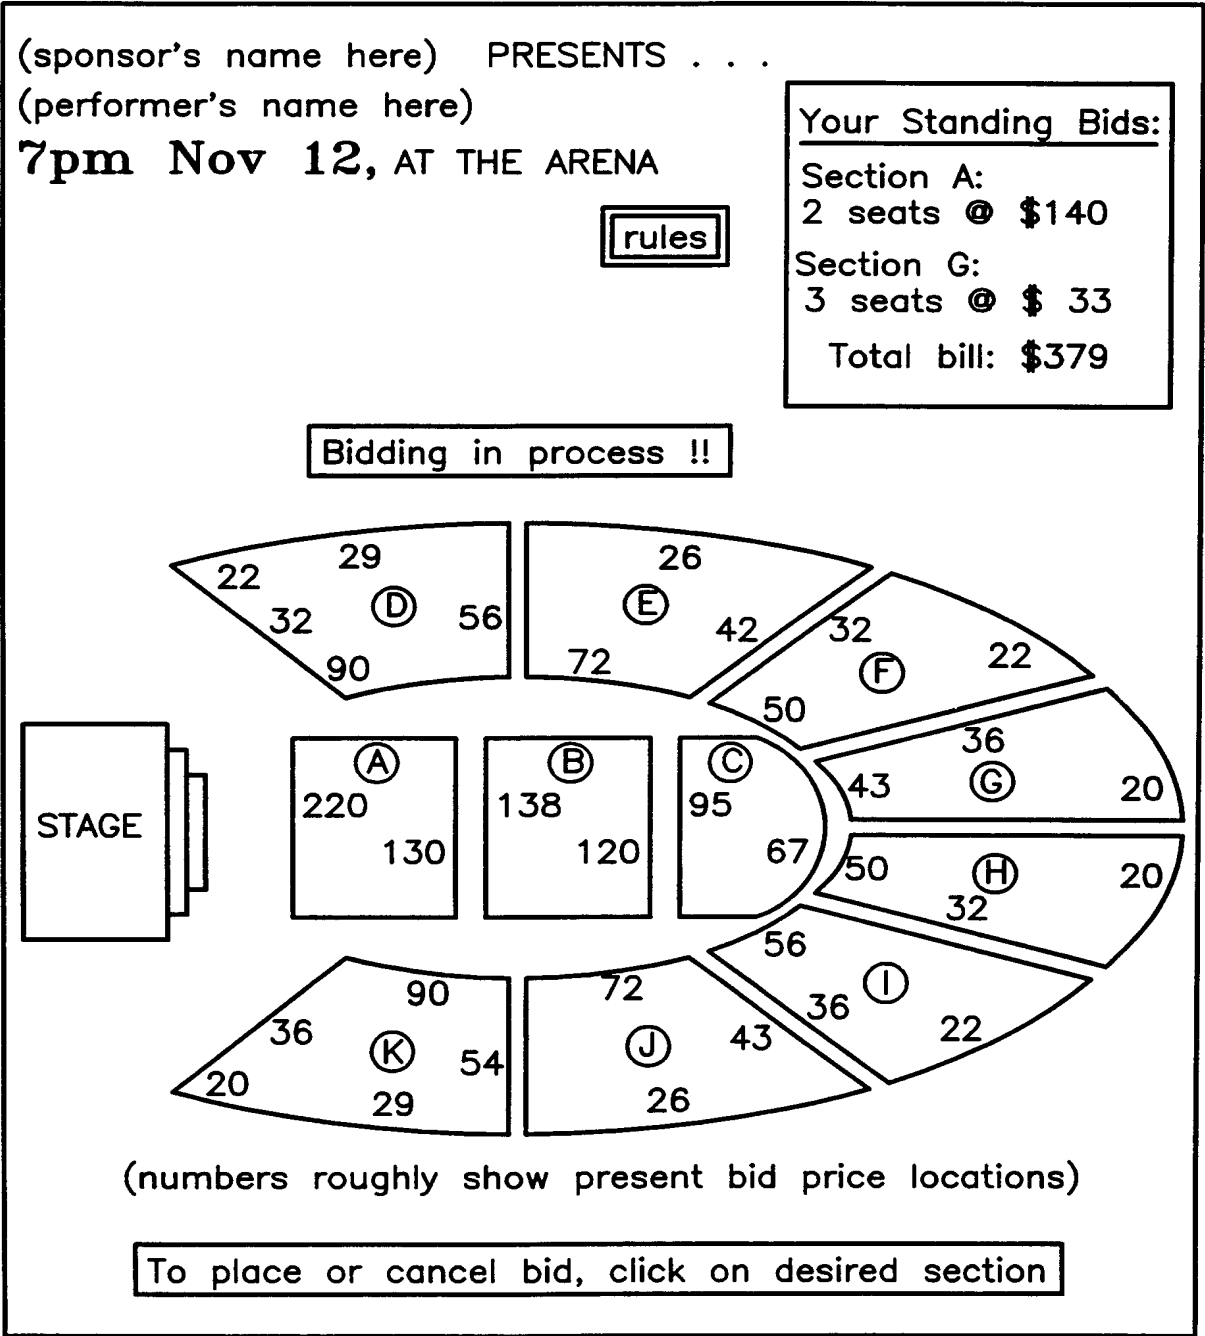 (sponsor's name here) PRESENTS . . .
(performer's name here)
7pm Nov 12, AT THE ARENA
rules
Your Standing Bids:
Section A:
2 seats @ $140
Section G:
3 seats @ $ 33
Total bill: $379
Bidding in process !!
29
22
32
D
56
90
26
E
42
72
32
22
F
50
36
43
G
20
STAGE
A
220
130
B
138
120
C
95
67
50
H
20
32
56
I
36
22
90
36
K
54
20
29
72
43
J
26
(numbers roughly show present bid price locations)
To place or cancel bid, click on desired section